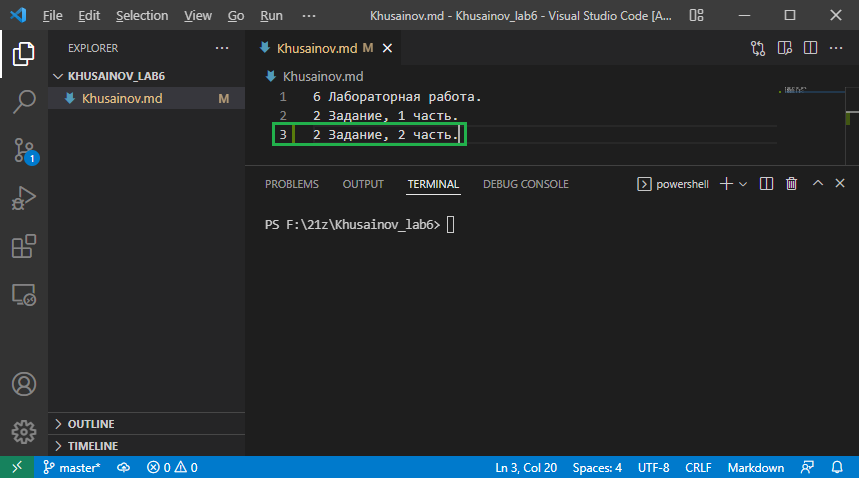 File Edit Selection View Go Run ··· Khusainov.md - Khusainov_lab6 - Visual Studio Code [A...
EXPLORER ···
KHUSAINOV_LAB6
Khusainov.md M
OUTLINE
TIMELINE
1
Khusainov.md M
Khusainov.md
1 6 Лабораторная работа.
2 2 Задание, 1 часть.
3 2 Задание, 2 часть.
PROBLEMS OUTPUT TERMINAL DEBUG CONSOLE powershell
PS F:\21z\Khusainov_lab6>
master* 0 0 Ln 3, Col 20 Spaces: 4 UTF-8 CRLF Markdown